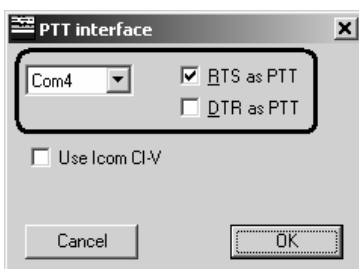 PTT interface
Com4
RTS as PTT
DTR as PTT
Use Icom CI-V
Cancel
OK